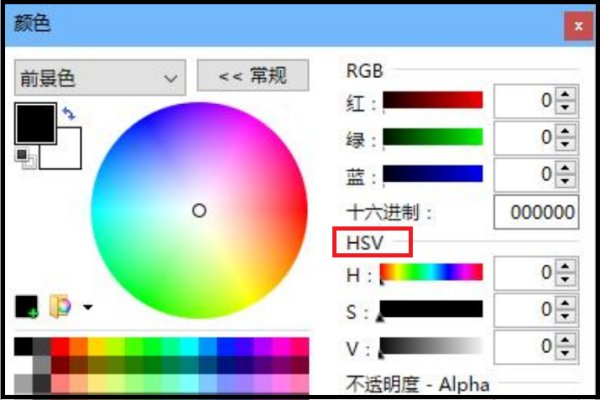 颜色
x
前景色
<< 常规
RGB
红：
0
绿：
0
蓝：
0
十六进制：
000000
HSV
H：
0
S：
0
V：
0
不透明度 - Alpha